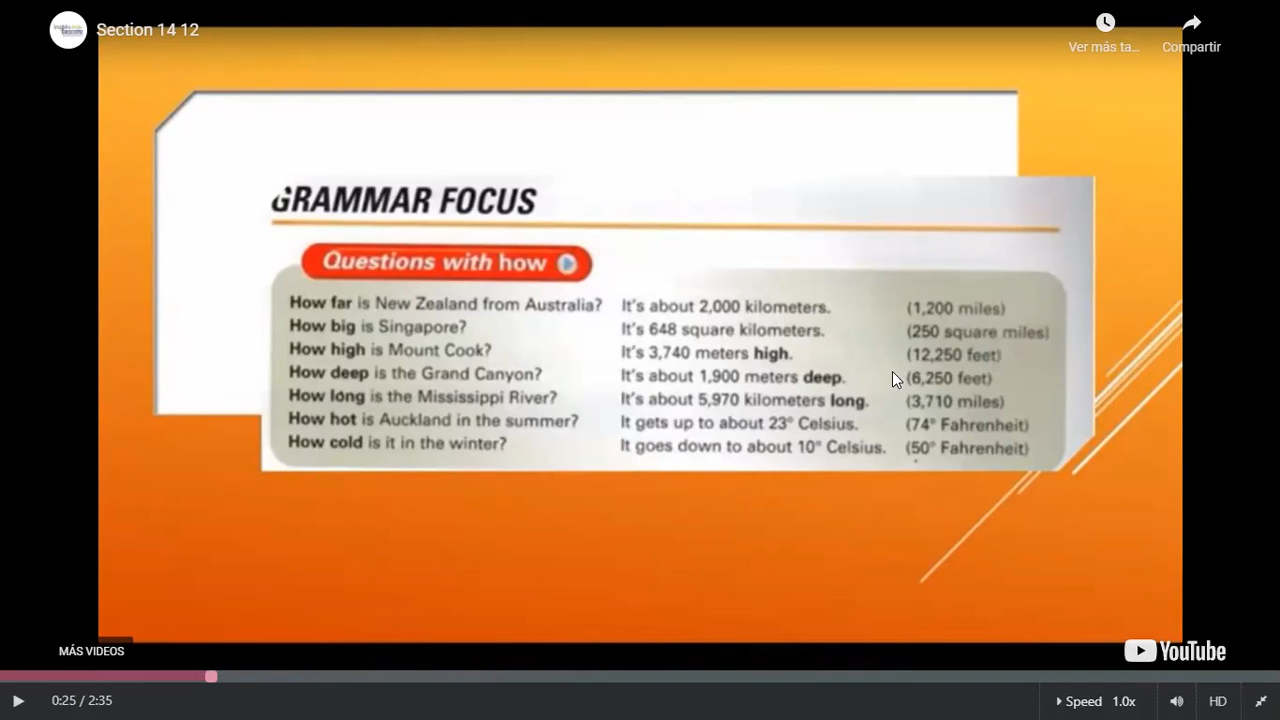 Section 14 12
Ver más ta...
Compartir
GRAMMAR FOCUS
Questions with how
How far is New Zealand from Australia? It's about 2,000 kilometers. (1,200 miles)
How big is Singapore? It's 648 square kilometers. (250 square miles)
How high is Mount Cook? It's 3,740 meters high. (12,250 feet)
How deep is the Grand Canyon? It's about 1,900 meters deep. (6,250 feet)
How long is the Mississippi River? It's about 5,970 kilometers long. (3,710 miles)
How hot is Auckland in the summer? It gets up to about 23° Celsius. (74° Fahrenheit)
How cold is it in the winter? It goes down to about 10° Celsius. (50° Fahrenheit)
MÁS VIDEOS
YouTube
0:25 / 2:35
Speed 1.0x
HD